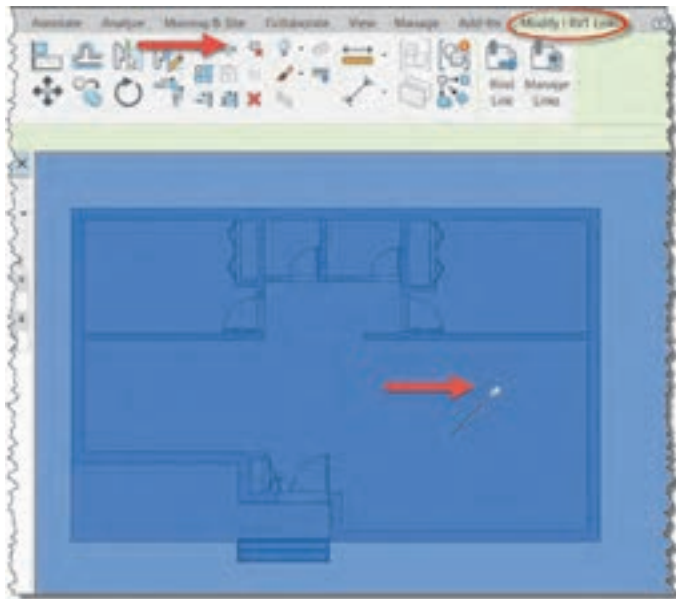 Annotate Analyze Massing & Site Collaborate View Manage Add-Ins Modify | RVT Links
Bind Manage
Link Links